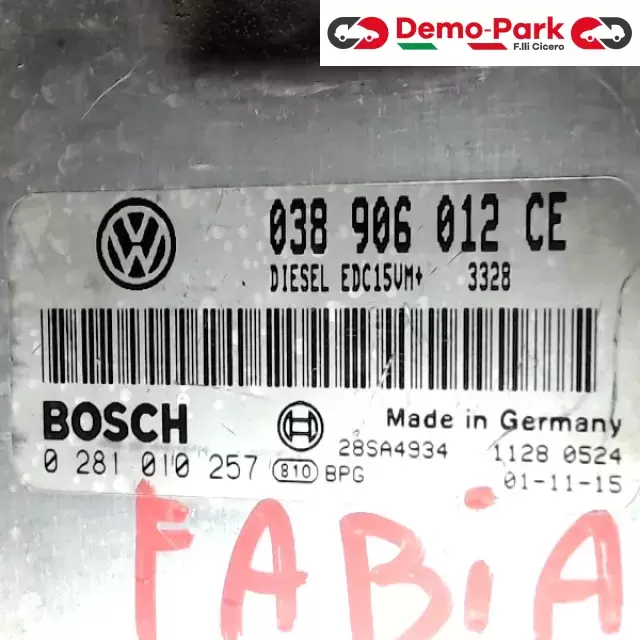 Demo-Park
F.lli Cicero
038 906 012 CE
DIESEL EDC15VM+ 3328
BOSCH
Made in Germany
0 281 010 257 810 BPG 28SA4934 1128 0524
01-11-15
FABiA